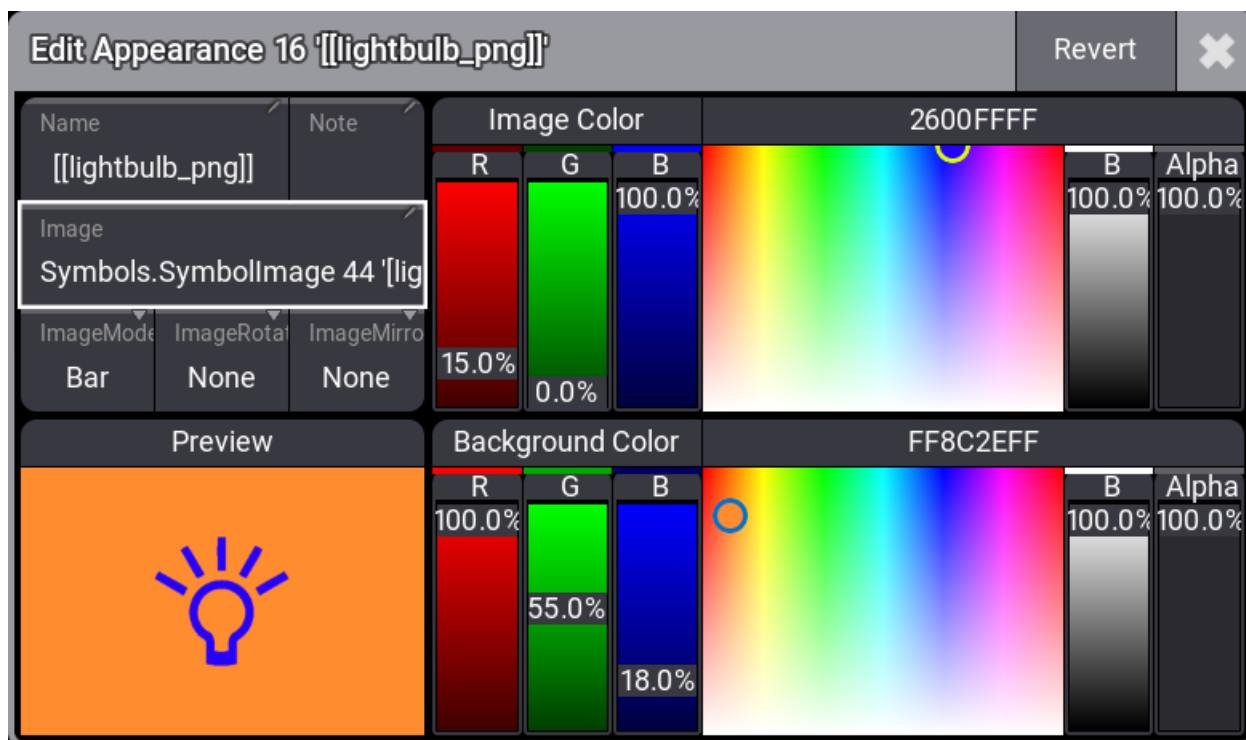 Edit Appearance 16 '[[lightbulb_png]]'
Revert
Name
[[lightbulb_png]]
Note
Image
Symbols.SymbolImage 44 '[lig
ImageMode
Bar
ImageRotat
None
ImageMirro
None
Preview
Image Color
2600FFFF
R G B
100.0%
15.0%
0.0%
B Alpha
100.0% 100.0%
Background Color
FF8C2EFF
R G B
100.0%
55.0%
18.0%
B Alpha
100.0% 100.0%